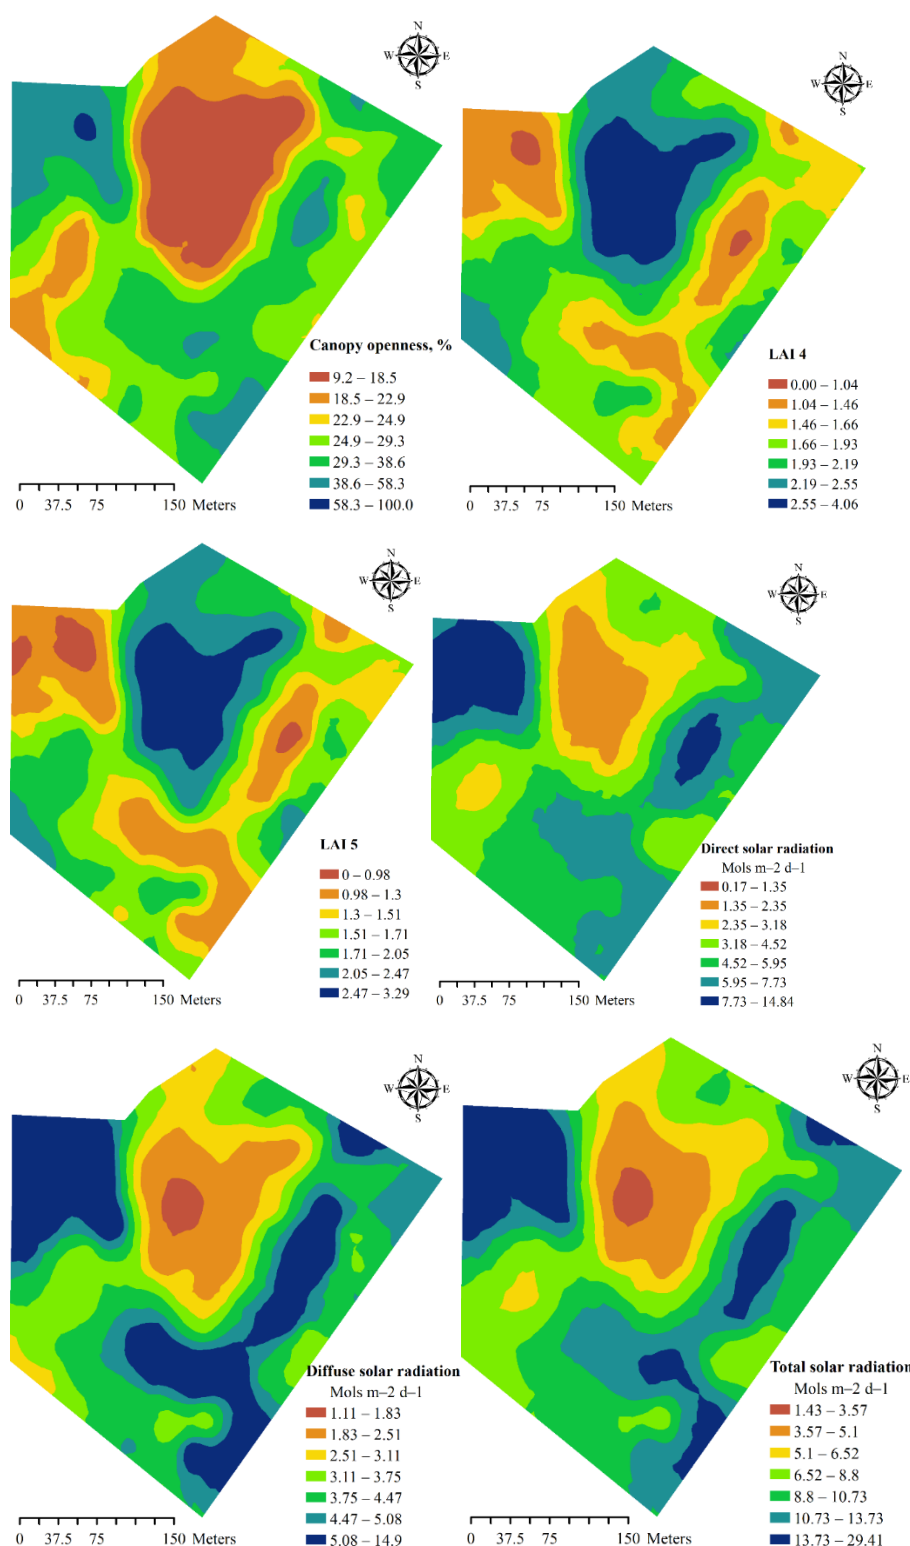 N
W E
S
Canopy openness, %
9.2 – 18.5
18.5 – 22.9
22.9 – 24.9
24.9 – 29.3
29.3 – 38.6
38.6 – 58.3
58.3 – 100.0
0 37.5 75 150 Meters
N
W E
S
LAI 4
0.00 – 1.04
1.04 – 1.46
1.46 – 1.66
1.66 – 1.93
1.93 – 2.19
2.19 – 2.55
2.55 – 4.06
0 37.5 75 150 Meters
N
W E
S
LAI 5
0 – 0.98
0.98 – 1.3
1.3 – 1.51
1.51 – 1.71
1.71 – 2.05
2.05 – 2.47
2.47 – 3.29
0 37.5 75 150 Meters
N
W E
S
Direct solar radiation
Mols m–2 d–1
0.17 – 1.35
1.35 – 2.35
2.35 – 3.18
3.18 – 4.52
4.52 – 5.95
5.95 – 7.73
7.73 – 14.84
0 37.5 75 150 Meters
N
W E
S
Diffuse solar radiation
Mols m–2 d–1
1.11 – 1.83
1.83 – 2.51
2.51 – 3.11
3.11 – 3.75
3.75 – 4.47
4.47 – 5.08
5.08 – 14.9
0 37.5 75 150 Meters
N
W E
S
Total solar radiation
Mols m–2 d–1
1.43 – 3.57
3.57 – 5.1
5.1 – 6.52
6.52 – 8.8
8.8 – 10.73
10.73 – 13.73
13.73 – 29.41
0 37.5 75 150 Meters